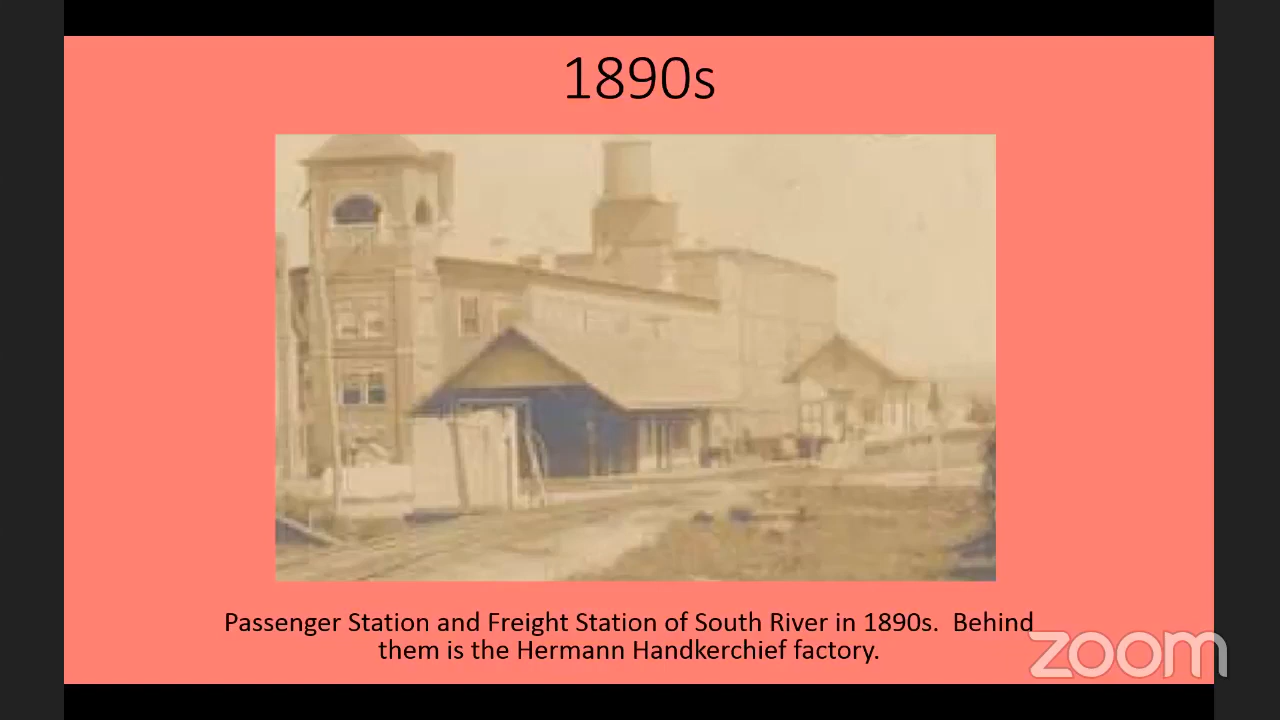 1890s
Passenger Station and Freight Station of South River in 1890s.  Behind
them is the Hermann Handkerchief factory.
zoom